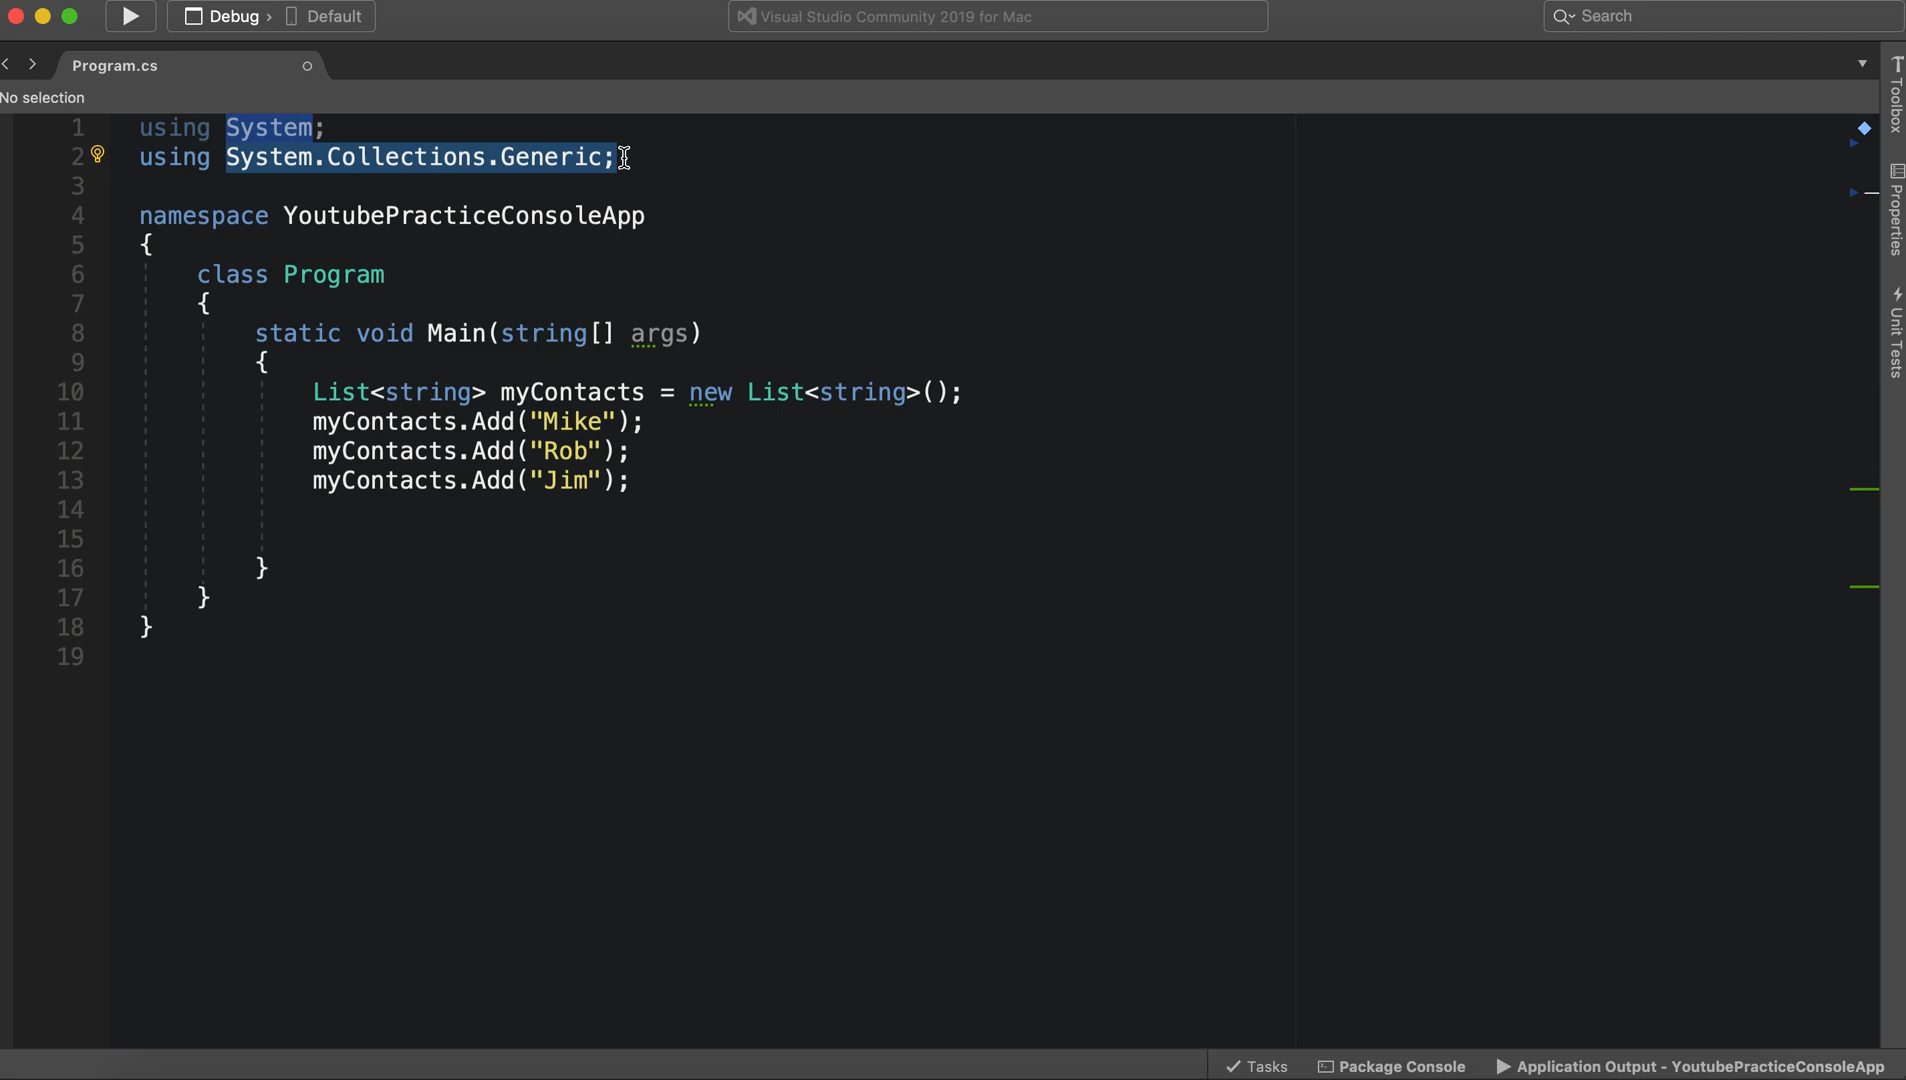 Debug › Default
Visual Studio Community 2019 for Mac
Search
Program.cs
No selection
1 using System;
2 using System.Collections.Generic;
3
4 namespace YoutubePracticeConsoleApp
5 {
6 class Program
7 {
8 static void Main(string[] args)
9 {
10 List<string> myContacts = new List<string>();
11 myContacts.Add("Mike");
12 myContacts.Add("Rob");
13 myContacts.Add("Jim");
14
15
16 }
17 }
18 }
19
Toolbox
Properties
Unit Tests
Tasks
Package Console
Application Output - YoutubePracticeConsoleApp